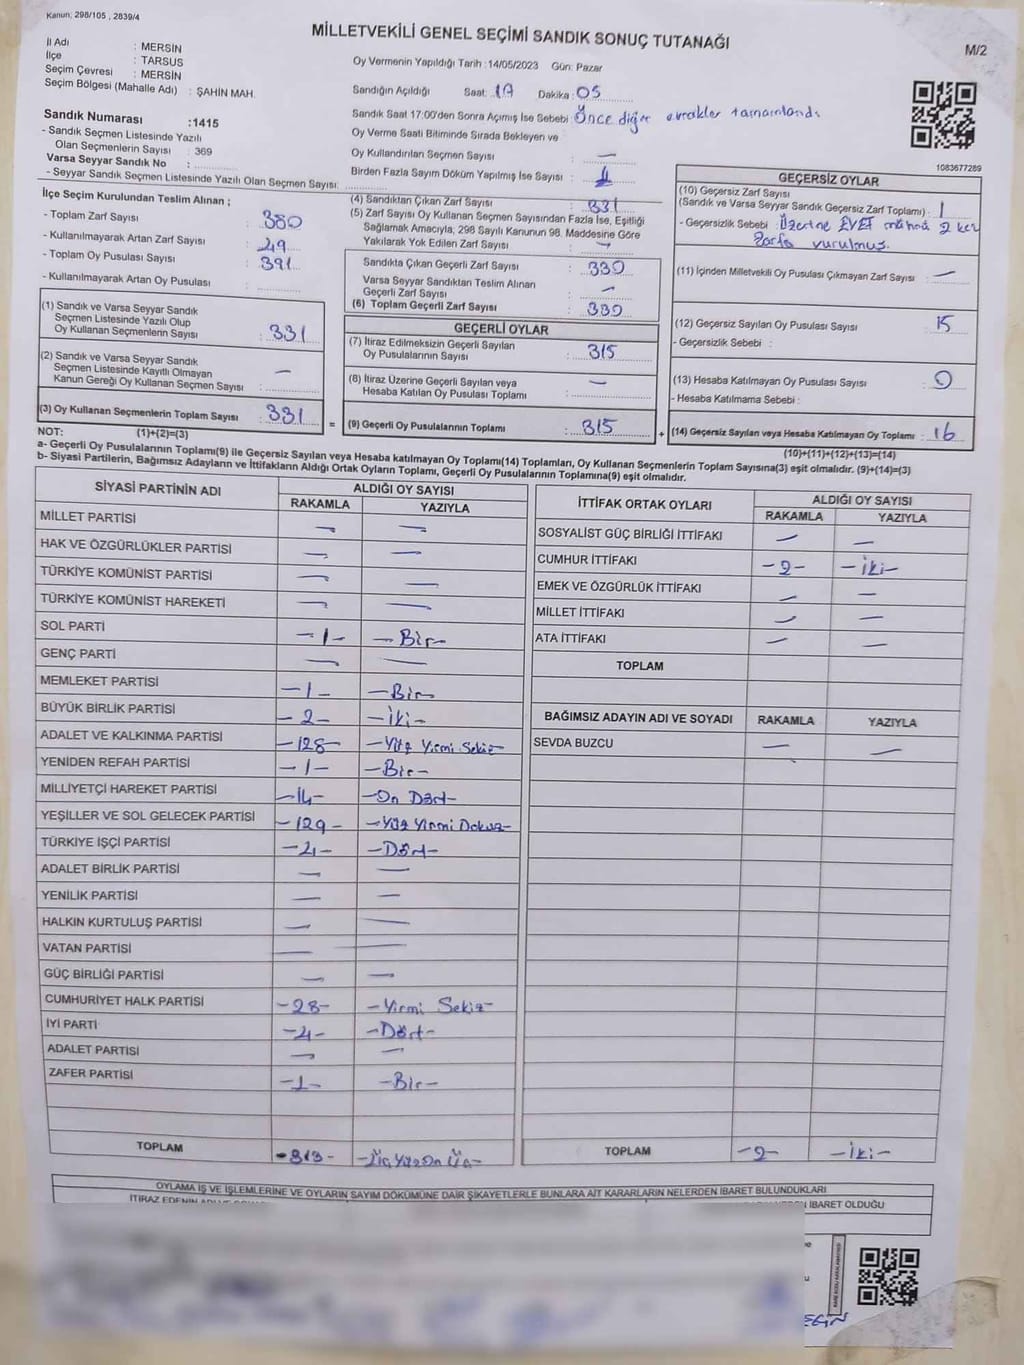 Kanun; 298/105 , 2839/4
MİLLETVEKİLİ GENEL SEÇİMİ SANDIK SONUÇ TUTANAĞI
M/2
İl Adı : MERSİN
İlçe : TARSUS
Seçim Çevresi : MERSİN
Seçim Bölgesi (Mahalle Adı) : ŞAHİN MAH.
Oy Vermenin Yapıldığı Tarih : 14/05/2023 Gün: Pazar
Sandığın Açıldığı Saat: 17 Dakika : 05
Sandık Saat 17:00'den Sonra Açımış İse Sebebi: Önce diğer evraklar tamamlandı
Oy Verme Saati Bitiminde Sırada Bekleyen ve
Oy Kullandırılan Seçmen Sayısı : —
Birden Fazla Sayım Döküm Yapılmış İse Sayısı :
Sandık Numarası :1415
- Sandık Seçmen Listesinde Yazılı
Olan Seçmenlerin Sayısı : 369
Varsa Seyyar Sandık No :
- Seyyar Sandık Seçmen Listesinde Yazılı Olan Seçmen Sayısı:
İlçe Seçim Kurulundan Teslim Alınan ;
- Toplam Zarf Sayısı : 380
- Kullanılmayarak Artan Zarf Sayısı : 49
- Toplam Oy Pusulası Sayısı : 391
- Kullanılmayarak Artan Oy Pusulası :
(1) Sandık ve Varsa Seyyar Sandık
Seçmen Listesinde Yazılı Olup
Oy Kullanan Seçmenlerin Sayısı : 331
(2) Sandık ve Varsa Seyyar Sandık
Seçmen Listesinde Kayıtlı Olmayan
Kanun Gereği Oy Kullanan Seçmen Sayısı : —
(3) Oy Kullanan Seçmenlerin Toplam Sayısı : 331
(4) Sandıktan Çıkan Zarf Sayısı : 331
(5) Zarf Sayısı Oy Kullanan Seçmen Sayısından Fazla İse, Eşitliği
Sağlamak Amacıyla, 298 Sayılı Kanunun 98. Maddesine Göre
Yakılarak Yok Edilen Zarf Sayısı : —
Sandıkta Çıkan Geçerli Zarf Sayısı : 330
Varsa Seyyar Sandıktan Teslim Alınan
Geçerli Zarf Sayısı : —
(6) Toplam Geçerli Zarf Sayısı : 330
GEÇERLİ OYLAR
(7) İtiraz Edilmeksizin Geçerli Sayılan
Oy Pusulalarının Sayısı : 315
(8) İtiraz Üzerine Geçerli Sayılan veya
Hesaba Katılan Oy Pusulaları Toplamı : —
= (9) Geçerli Oy Pusulalarının Toplamı : 315
1083677289
GEÇERSİZ OYLAR
(10) Geçersiz Zarf Sayısı
(Sandık ve Varsa Seyyar Sandık Geçersiz Zarf Toplamı) : 1
- Geçersizlik Sebebi : Üzerine EVET mührü 2 kez
Zarfa vurulmuş.
(11) İçinden Milletvekili Oy Pusulası Çıkmayan Zarf Sayısı : —
(12) Geçersiz Sayılan Oy Pusulası Sayısı : 15
- Geçersizlik Sebebi :
(13) Hesaba Katılmayan Oy Pusulası Sayısı : 0
- Hesaba Katılmama Sebebi :
+ (14) Geçersiz Sayılan veya Hesaba Katılmayan Oy Toplamı : 16
NOT: (1)+(2)=(3)
(10)+(11)+(12)+(13)=(14)
a- Geçerli Oy Pusulalarının Toplamı(9) ile Geçersiz Sayılan veya Hesaba katılmayan Oy Toplamı(14) Toplamları, Oy Kullanan Seçmenlerin Toplam Sayısına(3) eşit olmalıdır. (9)+(14)=(3)
b- Siyasi Partilerin, Bağımsız Adayların ve İttifakların Aldığı Ortak Oyların Toplamı, Geçerli Oy Pusulalarının Toplamına(9) eşit olmalıdır.
SİYASİ PARTİNİN ADI ALDIĞI OY SAYISI
RAKAMLA YAZIYLA
MİLLET PARTİSİ — —
HAK VE ÖZGÜRLÜKLER PARTİSİ — —
TÜRKİYE KOMÜNİST PARTİSİ — —
TÜRKİYE KOMÜNİST HAREKETİ — —
SOL PARTİ -1- -Bir-
GENÇ PARTİ — —
MEMLEKET PARTİSİ -1- -Bir-
BÜYÜK BİRLİK PARTİSİ -2- -İki-
ADALET VE KALKINMA PARTİSİ -128- -Yüz Yirmi Sekiz-
YENİDEN REFAH PARTİSİ -1- -Bir-
MİLLİYETÇİ HAREKET PARTİSİ -14- -On Dört-
YEŞİLLER VE SOL GELECEK PARTİSİ -129- -Yüz Yirmi Dokuz-
TÜRKİYE İŞÇİ PARTİSİ -4- -Dört-
ADALET BİRLİK PARTİSİ — —
YENİLİK PARTİSİ — —
HALKIN KURTULUŞ PARTİSİ — —
VATAN PARTİSİ — —
GÜÇ BİRLİĞİ PARTİSİ — —
CUMHURİYET HALK PARTİSİ -28- -Yirmi Sekiz-
İYİ PARTİ -4- -Dört-
ADALET PARTİSİ — —
ZAFER PARTİSİ -1- -Bir-
TOPLAM -313- -Üç Yüz On Üç-
İTTİFAK ORTAK OYLARI ALDIĞI OY SAYISI
RAKAMLA YAZIYLA
SOSYALİST GÜÇ BİRLİĞİ İTTİFAKI — —
CUMHUR İTTİFAKI -2- -İki-
EMEK VE ÖZGÜRLÜK İTTİFAKI — —
MİLLET İTTİFAKI — —
ATA İTTİFAKI — —
TOPLAM
BAĞIMSIZ ADAYIN ADI VE SOYADI RAKAMLA YAZIYLA
SEVDA BUZCU — —
TOPLAM -2- -İki-
OYLAMA İŞ VE İŞLEMLERİNE VE OYLARIN SAYIM DÖKÜMÜNE DAİR ŞİKAYETLERLE BUNLARA AİT KARARLARIN NELERDEN İBARET BULUNDUKLARI
İTİRAZ EDENİN ADI İBARET OLDUĞU